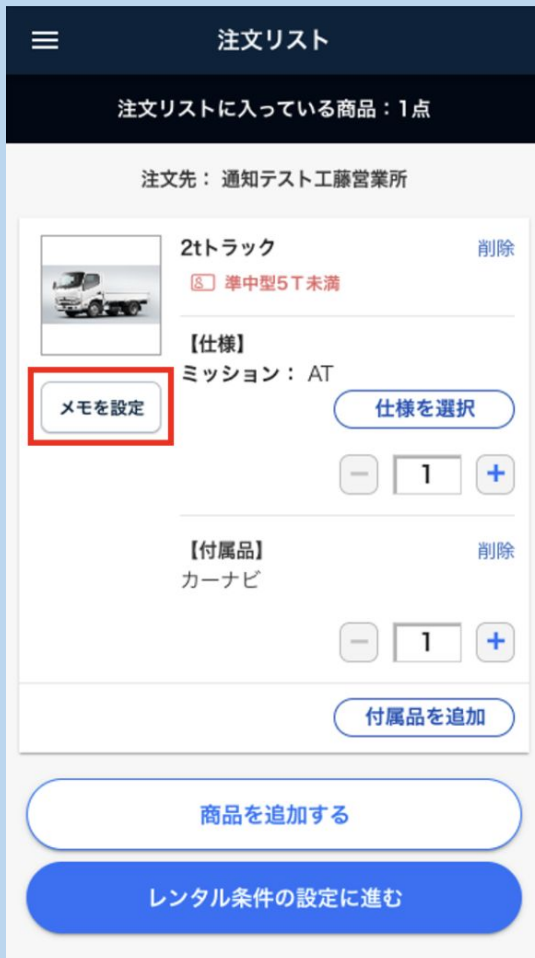 注文リスト
注文リストに入っている商品：1点
注文先： 通知テスト工藤営業所
2tトラック
削除
準中型5T未満
【仕様】
ミッション： AT
メモを設定
仕様を選択
1
【付属品】
削除
カーナビ
1
付属品を追加
商品を追加する
レンタル条件の設定に進む